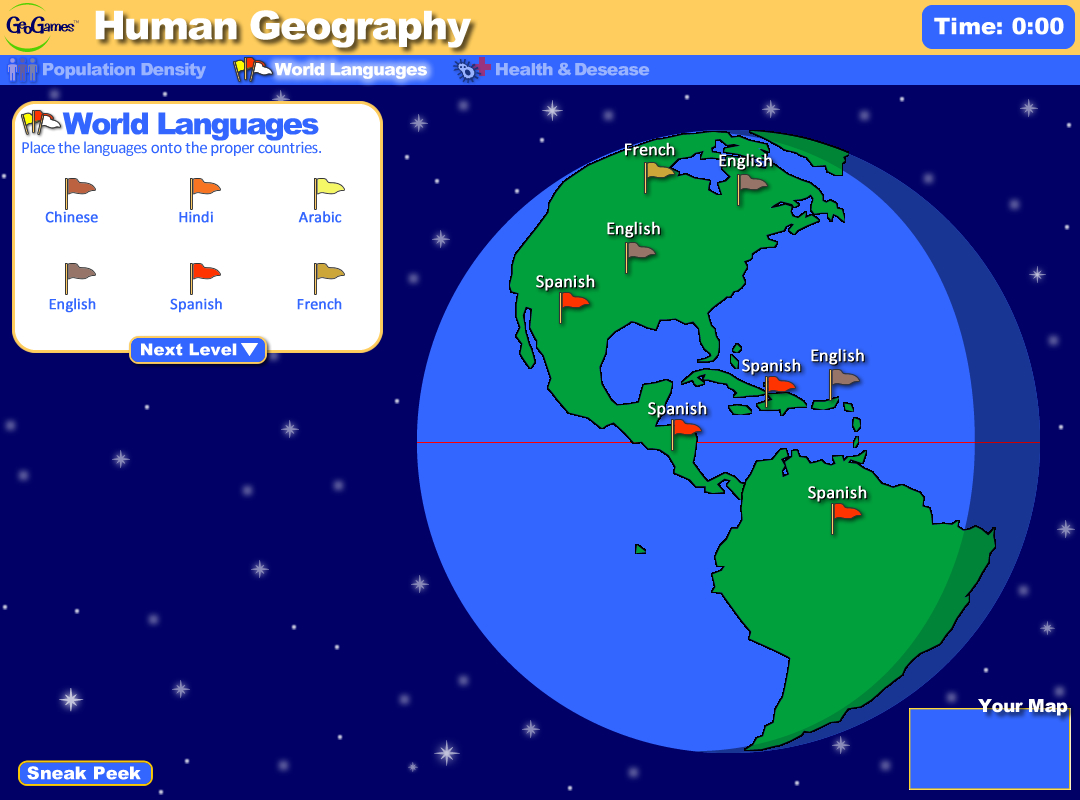 GeoGames™
Human Geography
Time: 0:00
Population Density
World Languages
Health & Desease
World Languages
Place the languages onto the proper countries.
Chinese
Hindi
Arabic
English
Spanish
French
Next Level
French
English
English
Spanish
Spanish
English
Spanish
Spanish
Your Map
Sneak Peek